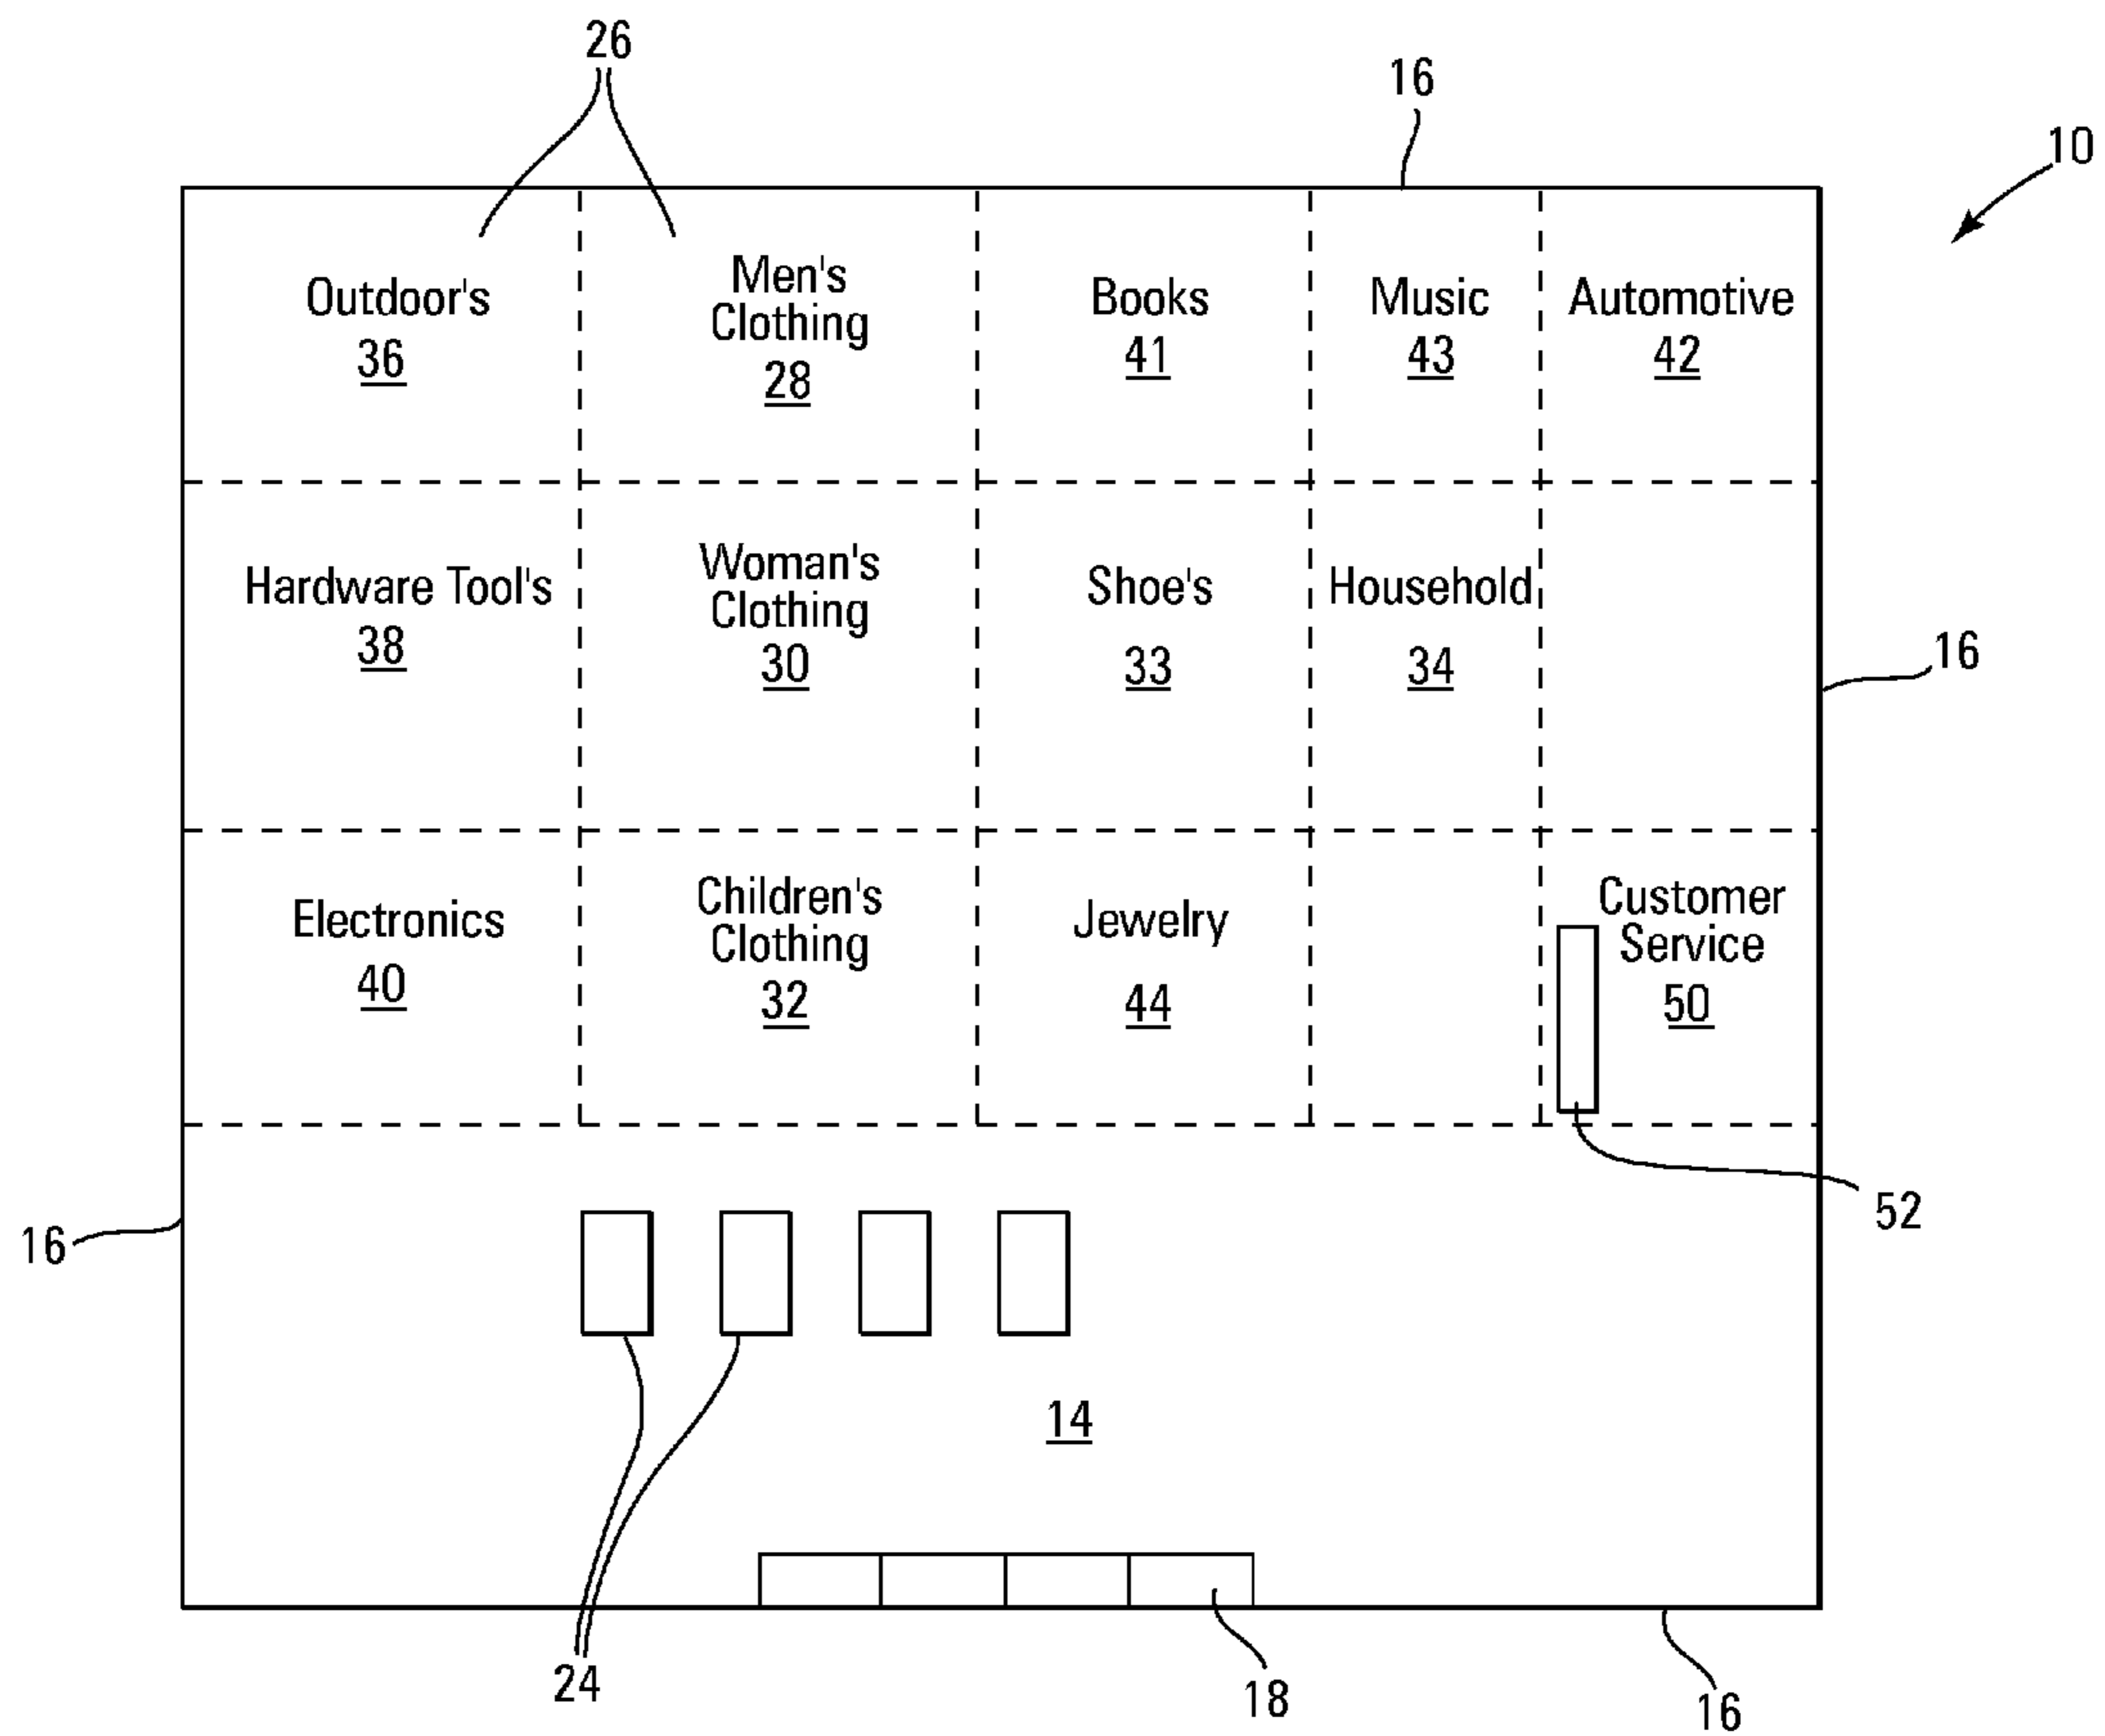 26
16
10
Outdoor's
36
Men's
Clothing
28
Books
41
Music
43
Automotive
42
Hardware Tool's
38
Woman's
Clothing
30
Shoe's
33
Household
34
16
Electronics
40
Children's
Clothing
32
Jewelry
44
Customer
Service
50
52
16
14
24
18
16